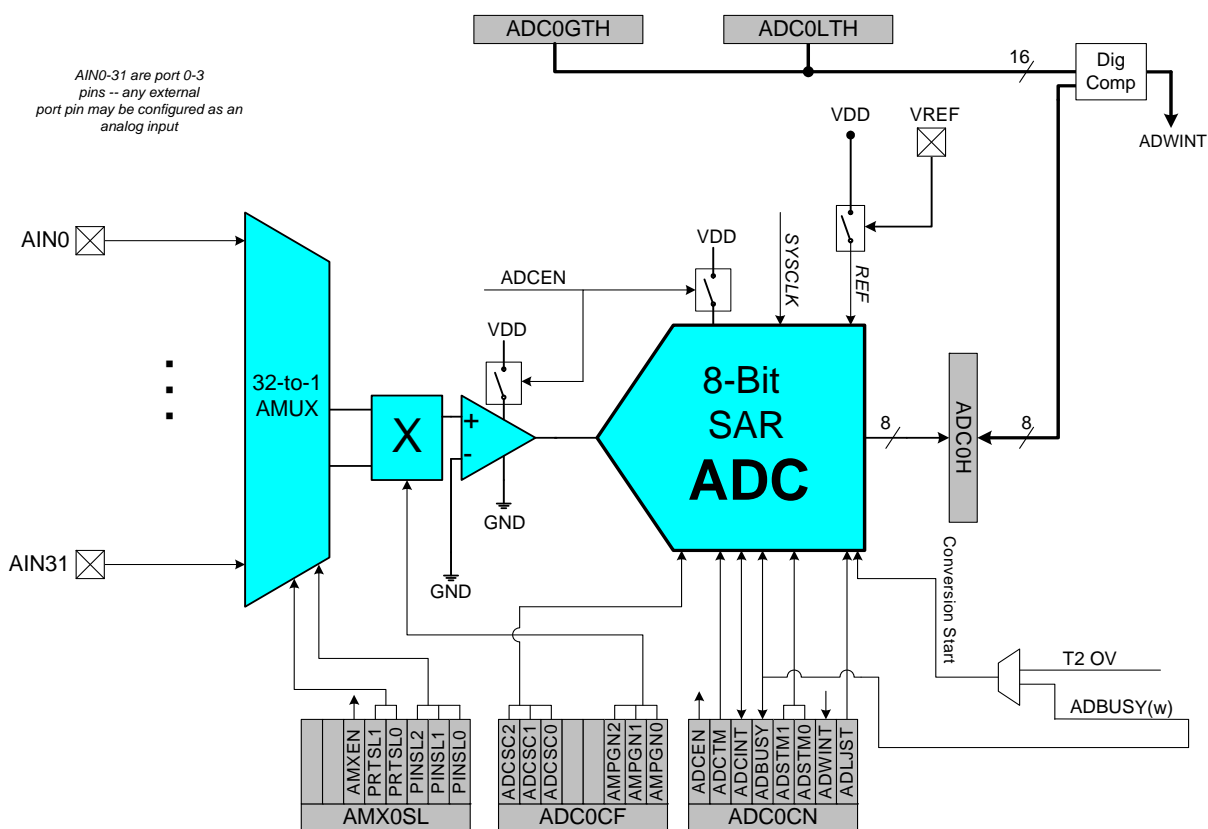 ADC0GTH
ADC0LTH
AIN0-31 are port 0-3
pins -- any external
port pin may be configured as an
analog input
16
Dig
Comp
VDD
VREF
ADWINT
AIN0
VDD
SYSCLK
REF
ADCEN
VDD
32-to-1
AMUX
X
+
-
8-Bit
SAR
ADC
8
ADC0H
8
GND
GND
AIN31
Conversion Start
T2 OV
ADBUSY(w)
AMXEN
PRTSL1
PRTSL0
PINSL2
PINSL1
PINSL0
AMX0SL
ADCSC2
ADCSC1
ADCSC0
AMPGN2
AMPGN1
AMPGN0
ADC0CF
ADCEN
ADCTM
ADCINT
ADBUSY
ADSTM1
ADSTM0
ADWINT
ADLJST
ADC0CN